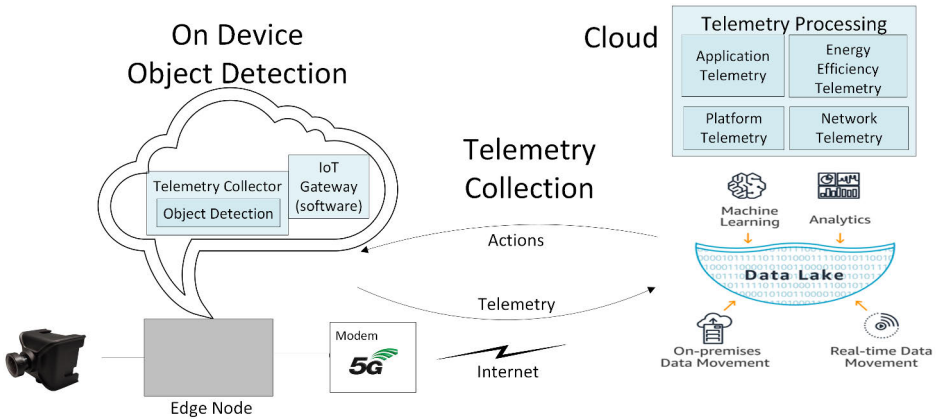 On Device
Object Detection
Telemetry Collector
Object Detection
IoT
Gateway
(software)
Edge Node
Modem
5G
Telemetry
Collection
Actions
Telemetry
Internet
Cloud
Telemetry Processing
Application
Telemetry
Energy
Efficiency
Telemetry
Platform
Telemetry
Network
Telemetry
Machine
Learning
Analytics
Data Lake
On-premises
Data Movement
Real-time Data
Movement